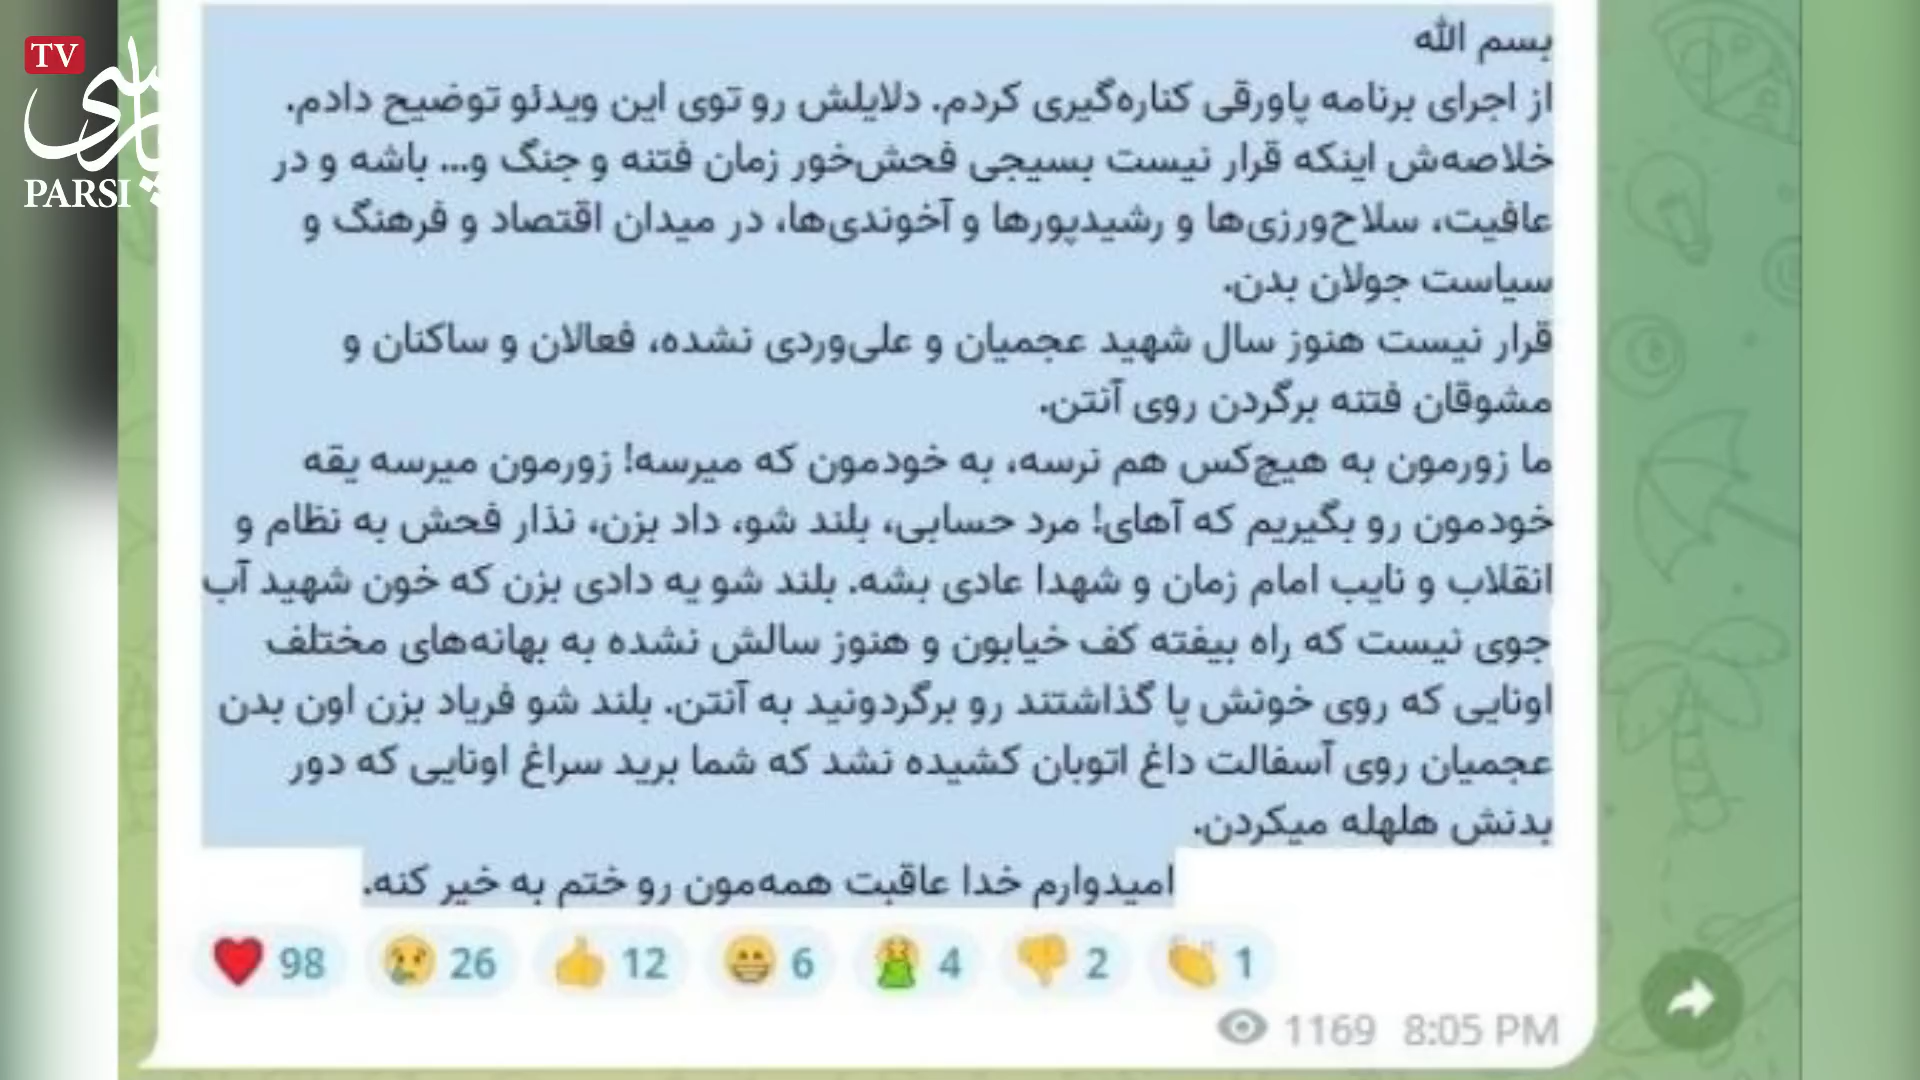 TV
پارسی
PARSI
بسم الله
از اجرای برنامه پاورقی کناره‌گیری کردم. دلایلش رو توی این ویدئو توضیح دادم.
خلاصه‌ش اینکه قرار نیست بسیجی فحش‌خور زمان فتنه و جنگ و... باشه و در
عافیت، سلاح‌ورزی‌ها و رشیدپورها و آخوندی‌ها، در میدان اقتصاد و فرهنگ و
سیاست جولان بدن.
قرار نیست هنوز سال شهید عجمیان و علی‌وردی نشده، فعالان و ساکتان و
مشوقان فتنه برگردن روی آنتن.
ما زورمون به هیچ‌کس هم نرسه، به خودمون که میرسه! زورمون میرسه یقه
خودمون رو بگیریم که آهای! مرد حسابی، بلند شو، داد بزن، نذار فحش به نظام و
انقلاب و نایب امام زمان و شهدا عادی بشه. بلند شو یه دادی بزن که خون شهید آب
جوی نیست که راه بیفته کف خیابون و هنوز سالش نشده به بهانه‌های مختلف
اونایی که روی خونش پا گذاشتند رو برگردونید به آنتن. بلند شو فریاد بزن اون بدن
عجمیان روی آسفالت داغ اتوبان کشیده نشد که شما برید سراغ اونایی که دور
بدنش هلهله میکردن.
امیدوارم خدا عاقبت همه‌مون رو ختم به خیر کنه.
98 26 12 6 4 2 1
1169 8:05 PM